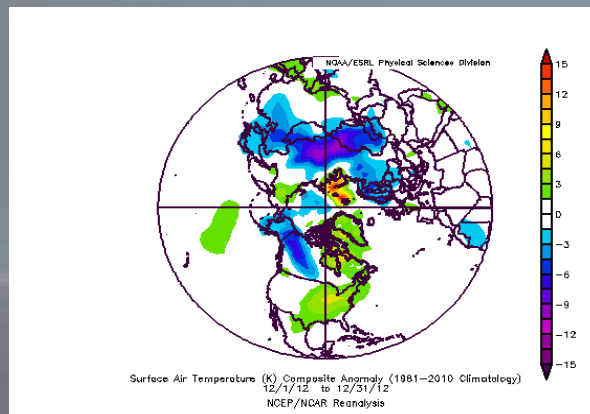 NOAA/ESRL Physical Sciences Division
15
12
9
6
3
0
-3
-6
-9
-12
-15
Surface Air Temperature (K) Composite Anomaly (1981-2010 Climatology)
12/1/12 to 12/31/12
NCEP/NCAR Reanalysis